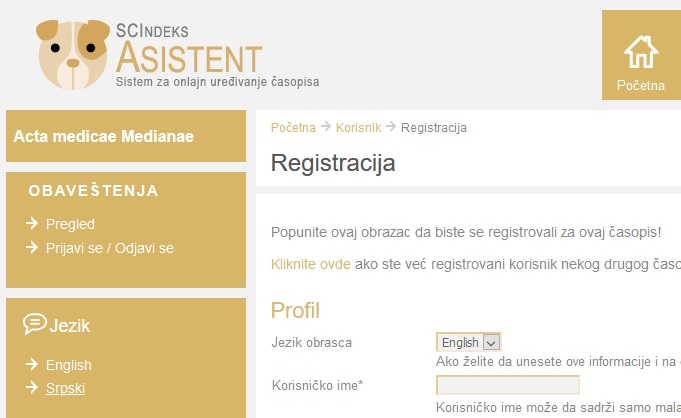 SCINDEKS
ASISTENT
Sistem za onlajn uređivanje časopisa
Početna
Acta medicae Medianae
OBAVEŠTENJA
Pregled
Prijavi se / Odjavi se
Jezik
English
Srpski
Početna → Korisnik → Registracija
Registracija
Popunite ovaj obrazac da biste se registrovali za ovaj časopis!
Kliknite ovde ako ste već registrovani korisnik nekog drugog
Profil
Jezik obrasca English
Ako želite da unesete ove informacije i na
Korisničko ime*
Korisničko ime može da sadrži samo